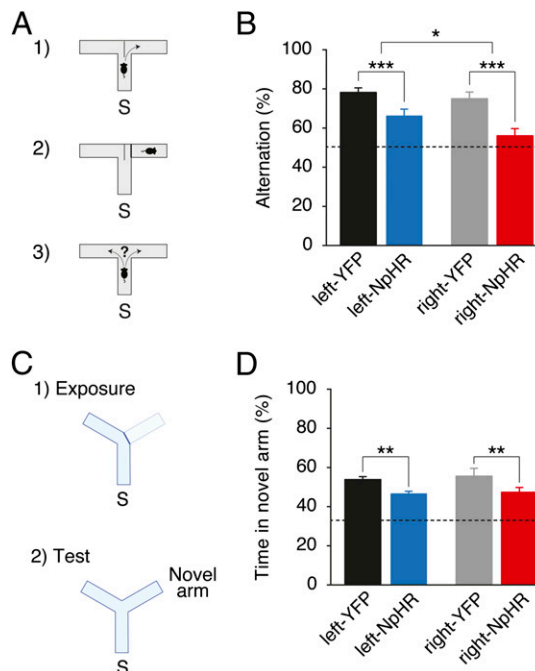 A
1)
S
2)
S
3)
?
S
B
*
***
***
100
80
60
40
20
0
Alternation (%)
left-YFP
left-NpHR
right-YFP
right-NpHR
C
1) Exposure
S
2) Test
Novel
arm
S
D
**
**
100
80
60
40
20
0
Time in novel arm (%)
left-YFP
left-NpHR
right-YFP
right-NpHR